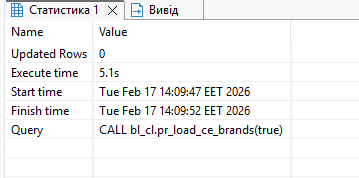 Статистика 1 Вивід
Name Value
Updated Rows 0
Execute time 5.1s
Start time Tue Feb 17 14:09:47 EET 2026
Finish time Tue Feb 17 14:09:52 EET 2026
Query CALL bl_cl.pr_load_ce_brands(true)